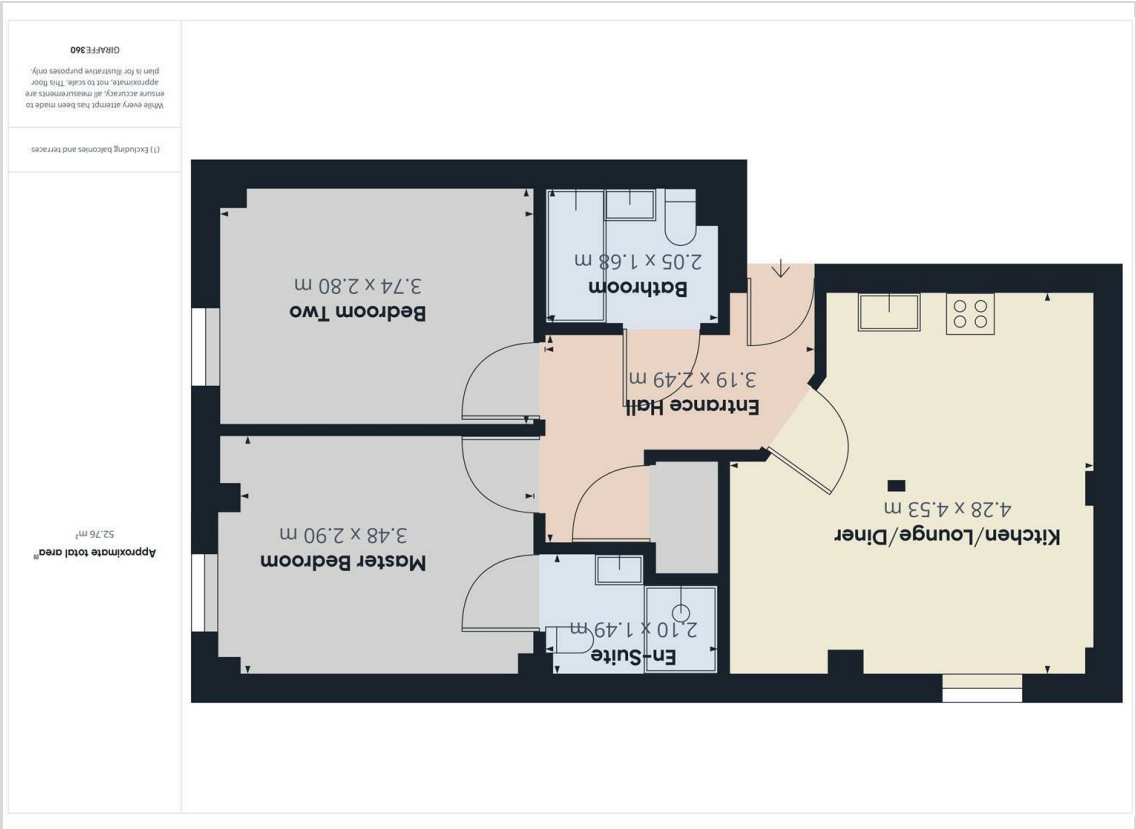 En-Suite
2.10 x 1.49 m
Master Bedroom
3.48 x 2.90 m
Kitchen/Lounge/Diner
4.28 x 4.53 m
Entrance Hall
3.19 x 2.49 m
Bedroom Two
3.74 x 2.80 m
Bathroom
2.05 x 1.68 m
Approximate total area⁽¹⁾
52.76 m²
(1) Excluding balconies and terraces
While every attempt has been made to
ensure accuracy, all measurements are
approximate, not to scale. This floor
plan is for illustrative purposes only.
GIRAFFE360